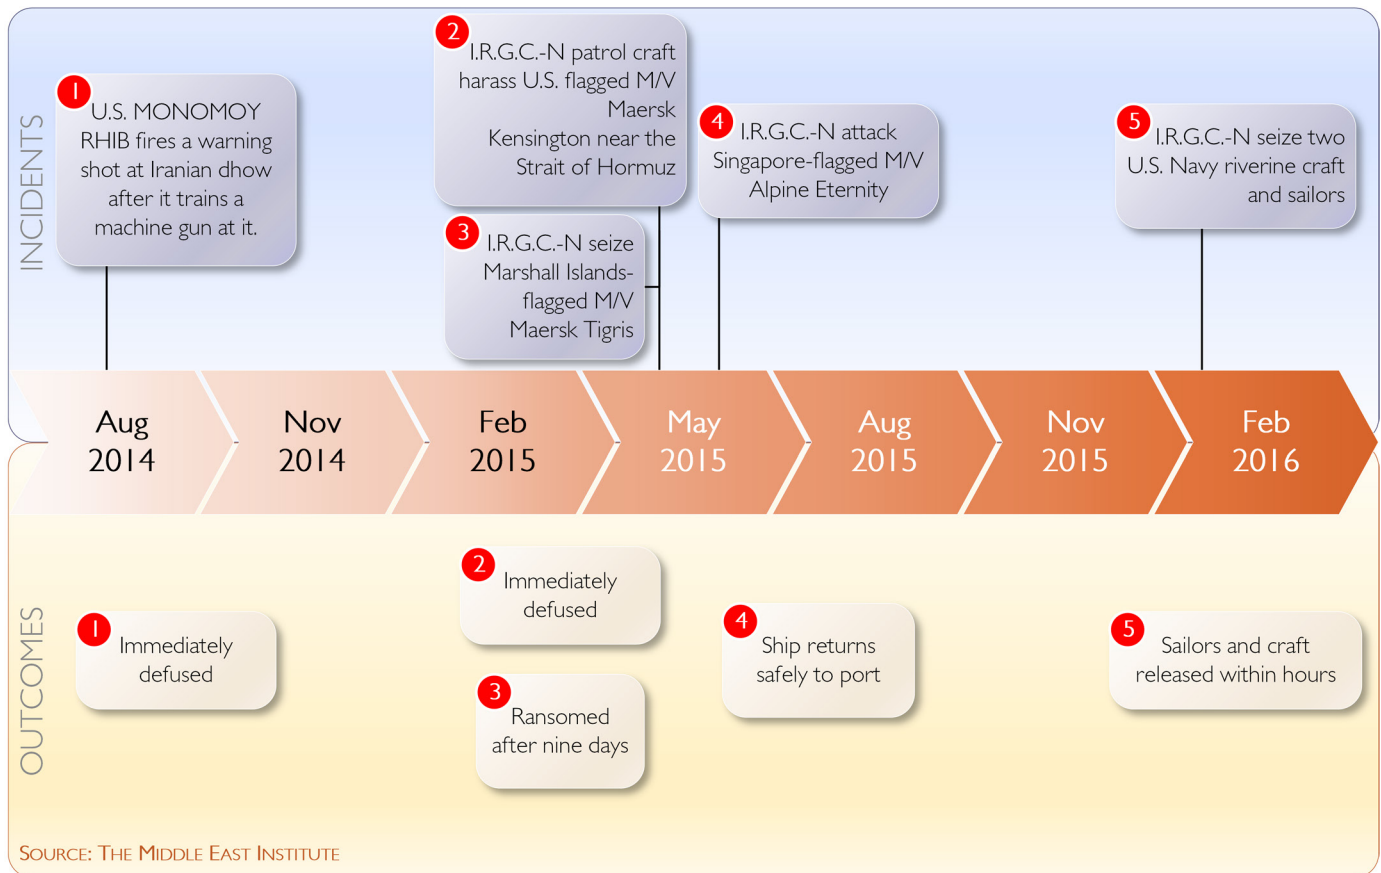 INCIDENTS
1
U.S. MONOMOY
RHIB fires a warning
shot at Iranian dhow
after it trains a
machine gun at it.
2
I.R.G.C.-N patrol craft
harass U.S. flagged M/V
Maersk
Kensington near the
Strait of Hormuz
3
I.R.G.C.-N seize
Marshall Islands-
flagged M/V
Maersk Tigris
4
I.R.G.C.-N attack
Singapore-flagged M/V
Alpine Eternity
5
I.R.G.C.-N seize two
U.S. Navy riverine craft
and sailors
Aug
2014
Nov
2014
Feb
2015
May
2015
Aug
2015
Nov
2015
Feb
2016
OUTCOMES
1
Immediately
defused
2
Immediately
defused
3
Ransomed
after nine days
4
Ship returns
safely to port
5
Sailors and craft
released within hours
SOURCE: THE MIDDLE EAST INSTITUTE